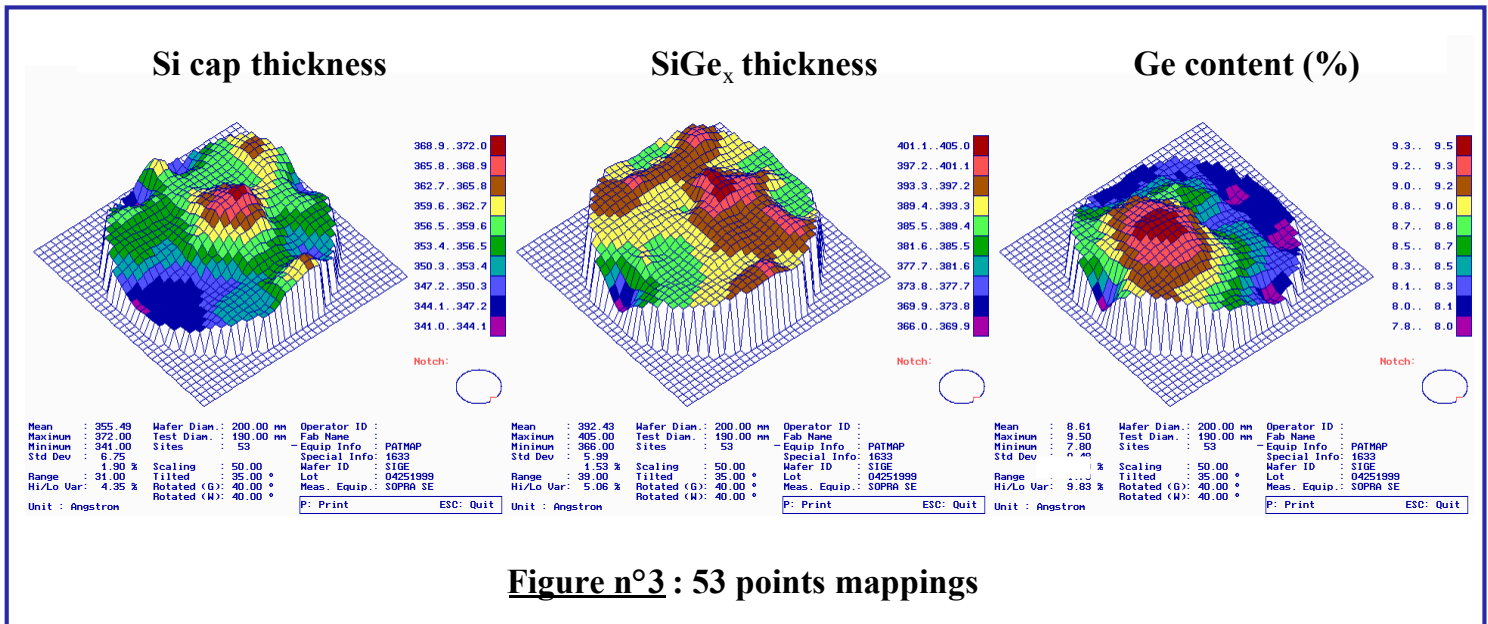 Si cap thickness
368.9..372.0
365.8..368.9
362.7..365.8
359.6..362.7
356.5..359.6
353.4..356.5
350.3..353.4
347.2..350.3
344.1..347.2
341.0..344.1
Notch:
Mean : 355.49 Wafer Diam.: 200.00 mm Operator ID :
Maximum : 372.00 Test Diam. : 190.00 mm Fab Name :
Minimum : 341.00 Sites : 53 Equip Info : PATMAP
Std Dev : 6.75 Special Info: 1633
1.90 % Scaling : 50.00 Wafer ID : SIGE
Range : 31.00 Tilted : 35.00 ° Lot : 04251999
Hi/Lo Var: 4.35 % Rotated (G): 40.00 ° Meas. Equip.: SOPRA SE
Rotated (W): 40.00 °
Unit : Angstrom P: Print ESC: Quit
SiGex thickness
401.1..405.0
397.2..401.1
393.3..397.2
389.4..393.3
385.5..389.4
381.6..385.5
377.7..381.6
373.8..377.7
369.9..373.8
366.0..369.9
Notch:
Mean : 392.43 Wafer Diam.: 200.00 mm Operator ID :
Maximum : 405.00 Test Diam. : 190.00 mm Fab Name :
Minimum : 366.00 Sites : 53 Equip Info : PATMAP
Std Dev : 5.99 Special Info: 1633
1.53 % Scaling : 50.00 Wafer ID : SIGE
Range : 39.00 Tilted : 35.00 ° Lot : 04251999
Hi/Lo Var: 5.06 % Rotated (G): 40.00 ° Meas. Equip.: SOPRA SE
Rotated (W): 40.00 °
Unit : Angstrom P: Print ESC: Quit
Ge content (%)
9.3.. 9.5
9.2.. 9.3
9.0.. 9.2
8.8.. 9.0
8.7.. 8.8
8.5.. 8.7
8.3.. 8.5
8.1.. 8.3
8.0.. 8.1
7.8.. 8.0
Notch:
Mean : 8.61 Wafer Diam.: 200.00 mm Operator ID :
Maximum : 9.50 Test Diam. : 190.00 mm Fab Name :
Minimum : 7.80 Sites : 53 Equip Info : PATMAP
Std Dev : Special Info: 1633
% Scaling : 50.00 Wafer ID : SIGE
Range : Tilted : 35.00 ° Lot : 04251999
Hi/Lo Var: 9.83 % Rotated (G): 40.00 ° Meas. Equip.: SOPRA SE
Rotated (W): 40.00 °
Unit : Angstrom P: Print ESC: Quit
Figure n°3 : 53 points mappings